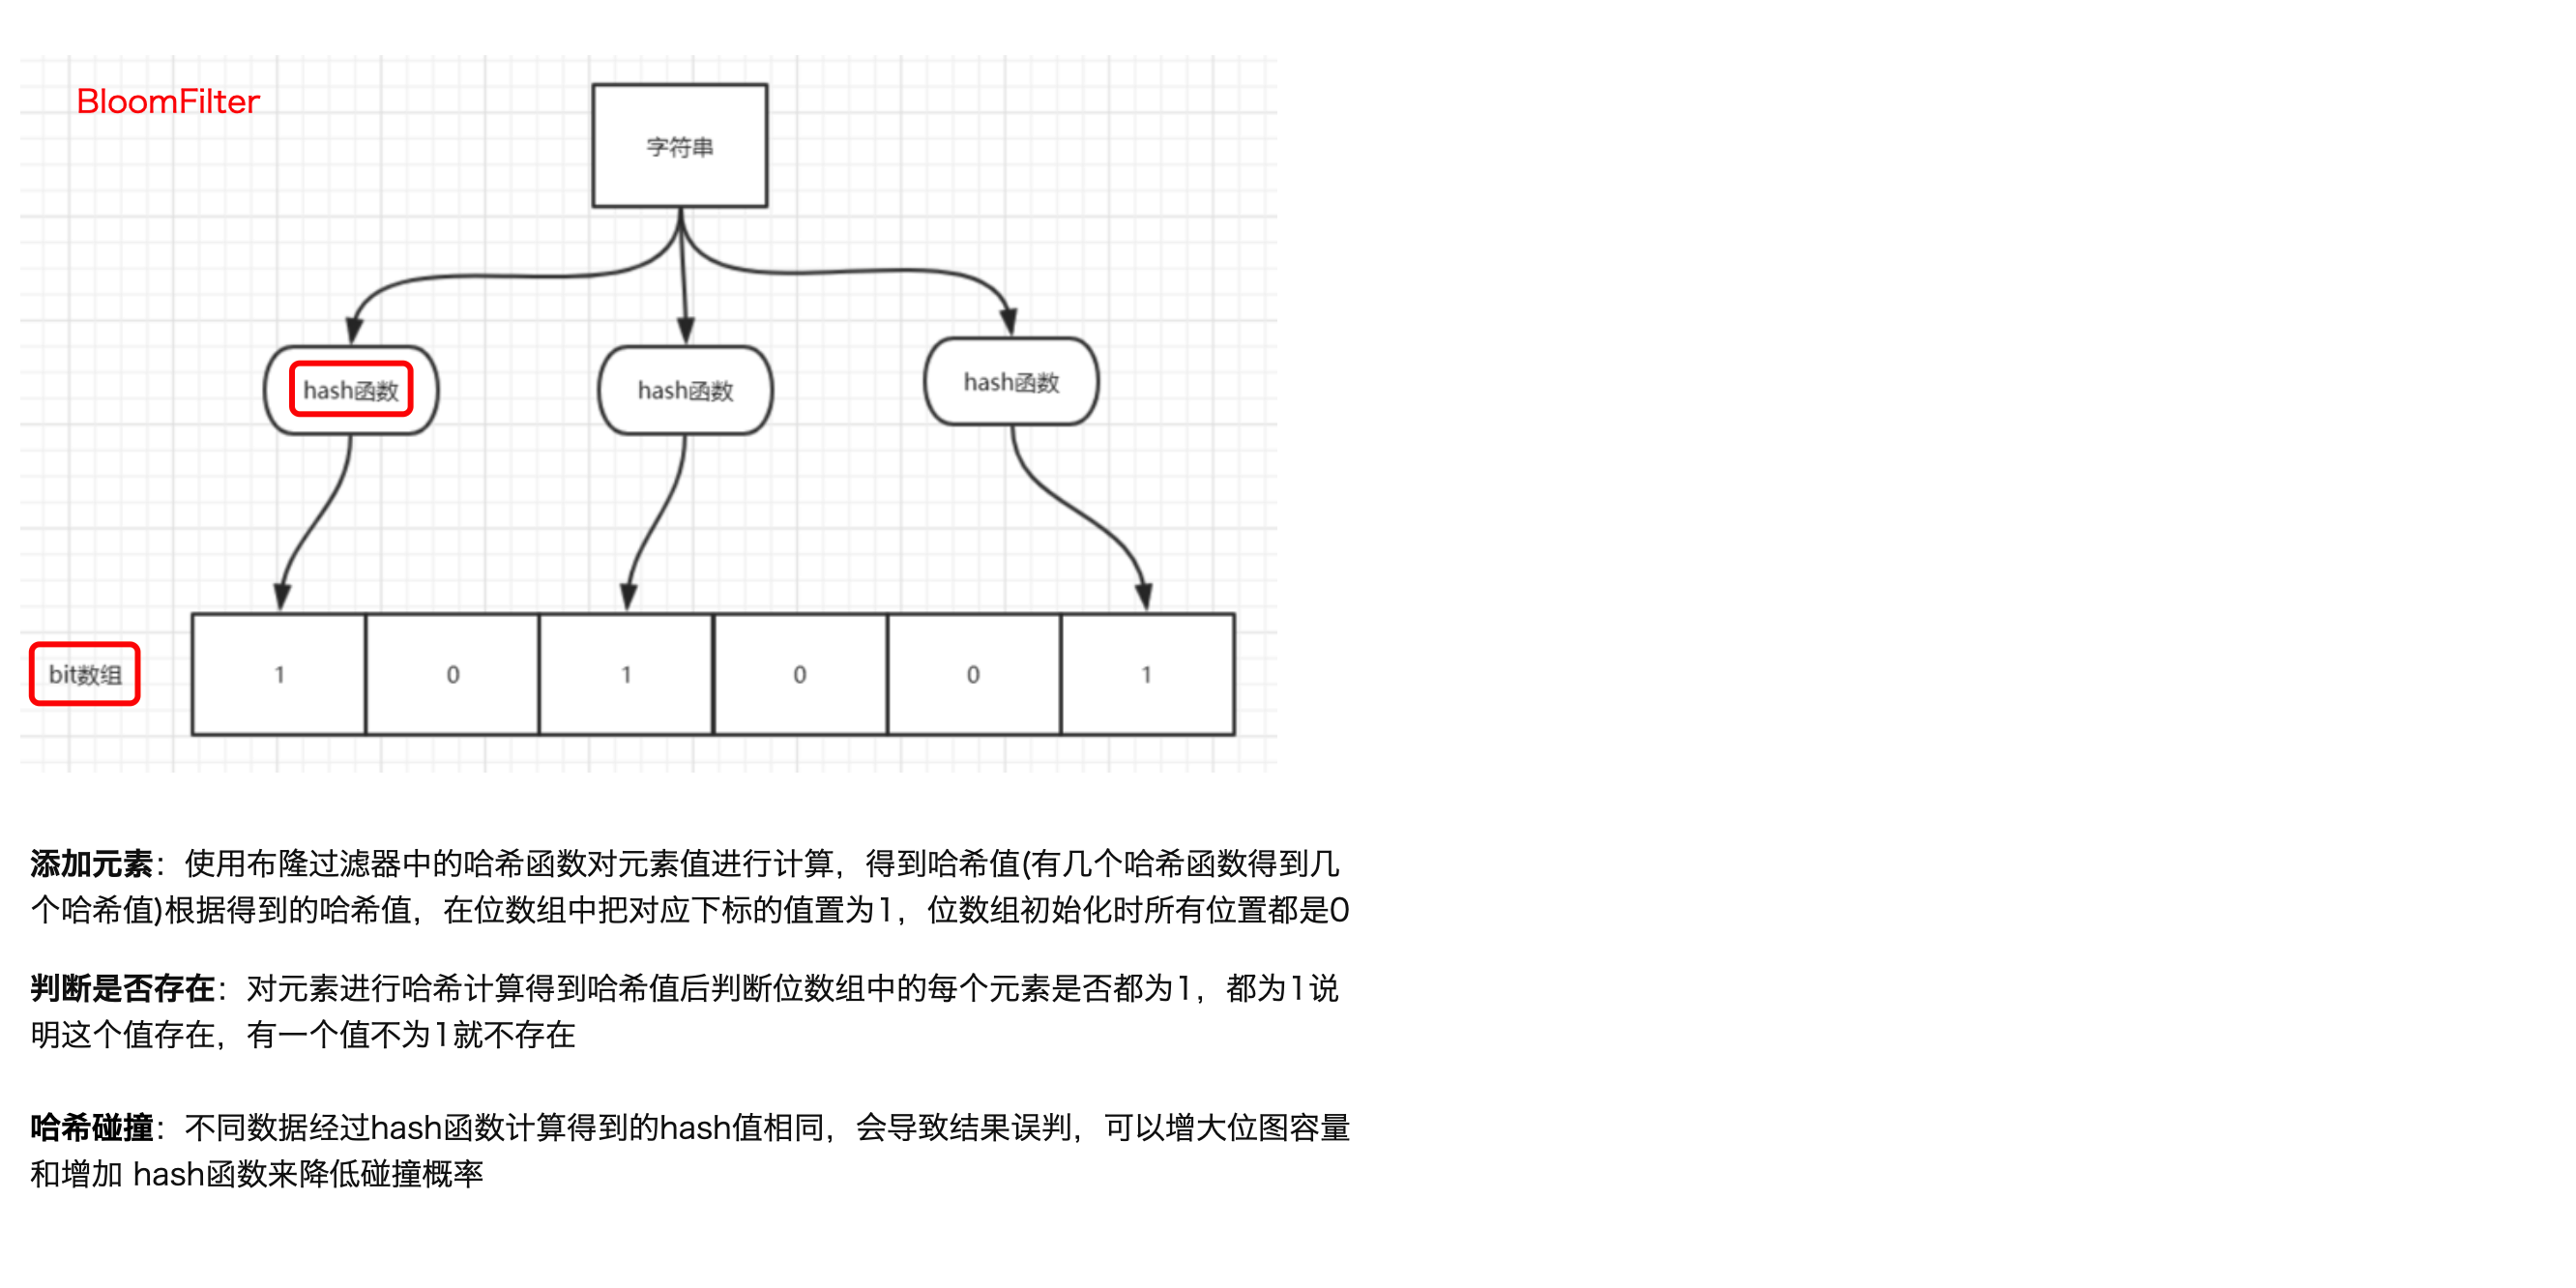 BloomFilter
字符串
hash函数
hash函数
hash函数
bit数组
1
0
1
0
0
1
添加元素：使用布隆过滤器中的哈希函数对元素值进行计算，得到哈希值(有几个哈希函数得到几
个哈希值)根据得到的哈希值，在位数组中把对应下标的值置为1，位数组初始化时所有位置都是0
判断是否存在：对元素进行哈希计算得到哈希值后判断位数组中的每个元素是否都为1，都为1说
明这个值存在，有一个值不为1就不存在
哈希碰撞：不同数据经过hash函数计算得到的hash值相同，会导致结果误判，可以增大位图容量
和增加 hash函数来降低碰撞概率